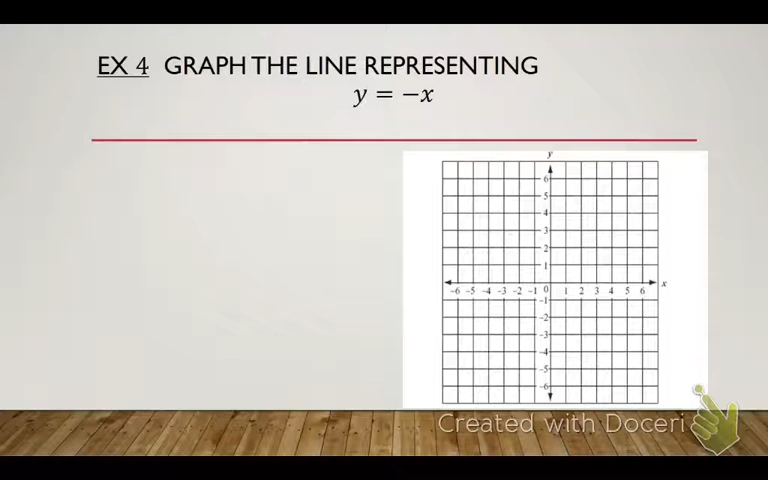 EX 4 GRAPH THE LINE REPRESENTING
y = −x
y
6
5
4
3
2
1
−6 −5 −4 −3 −2 −1 0 1 2 3 4 5 6 x
−1
−2
−3
−4
−5
−6
Created with Doceri